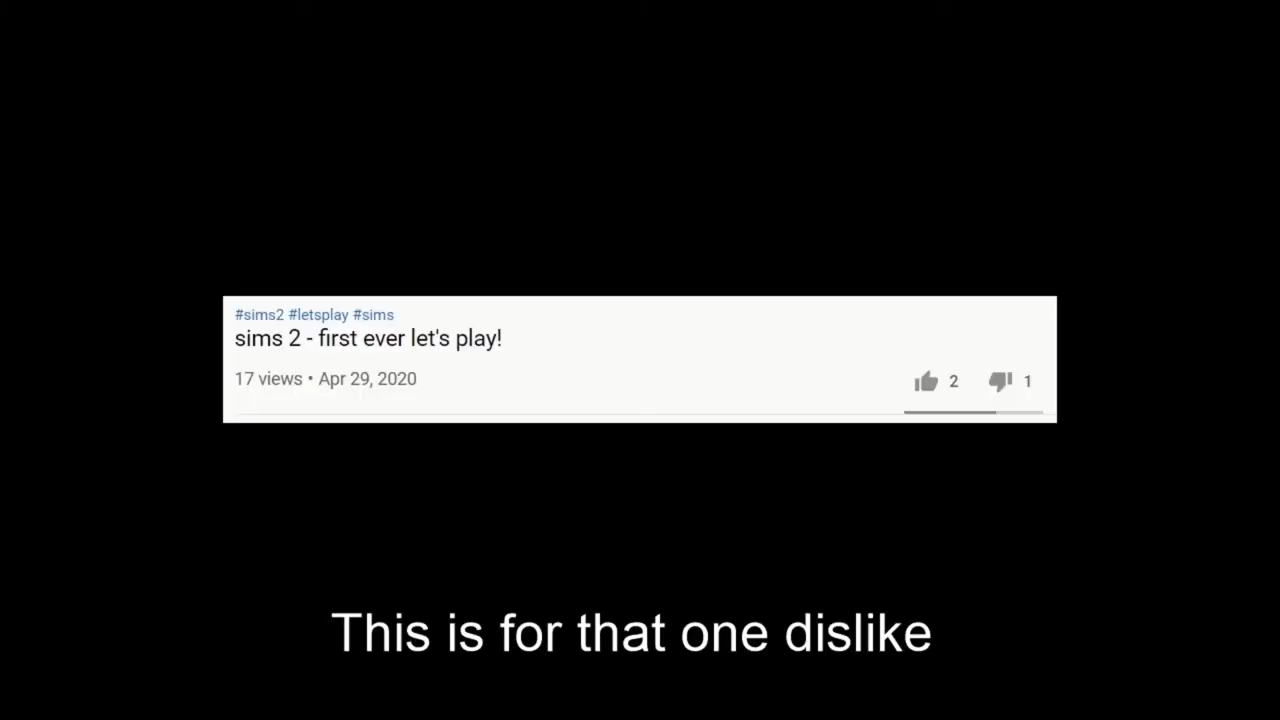 #sims2 #letsplay #sims
sims 2 - first ever let's play!
17 views • Apr 29, 2020
2 1
This is for that one dislike